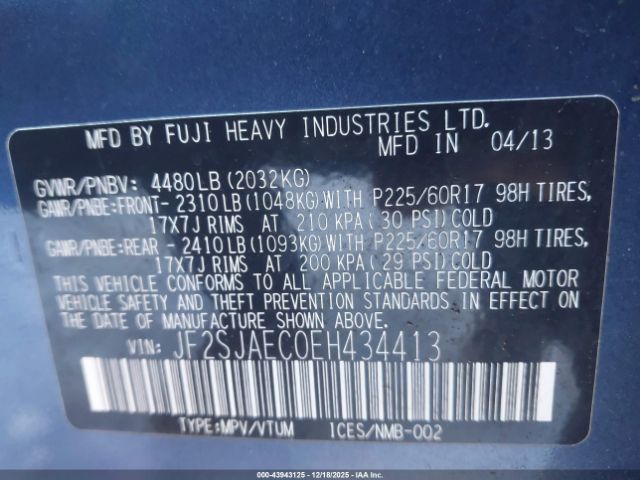 MFD BY FUJI HEAVY INDUSTRIES LTD.
MFD IN 04/13
GVWR/PNBV: 4480LB(2032KG)
GAWR/PNBE:FRONT- 2310LB(1048KG)WITH P225/60R17 98H TIRES,
17X7J RIMS AT 210 KPA(30 PSI)COLD
GAWR/PNBE:REAR - 2410LB(1093KG)WITH P225/60R17 98H TIRES,
17X7J RIMS AT 200 KPA(29 PSI)COLD
THIS VEHICLE CONFORMS TO ALL APPLICABLE FEDERAL MOTOR
VEHICLE SAFETY AND THEFT PREVENTION STANDARDS IN EFFECT ON
THE DATE OF MANUFACTURE SHOWN ABOVE.
VIN: JF2SJAEC0EH434413
TYPE:MPV/VTUM ICES/NMB-002
000-43943125 - 12/18/2025 - IAAI.COM